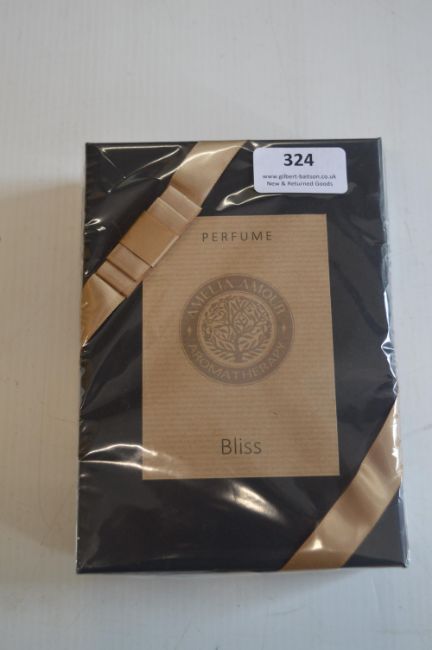 324
www.gilbert-baitson.co.uk
New & Returned Goods
PERFUME
AMELIA AMOUR
AROMATHERAPY
Bliss